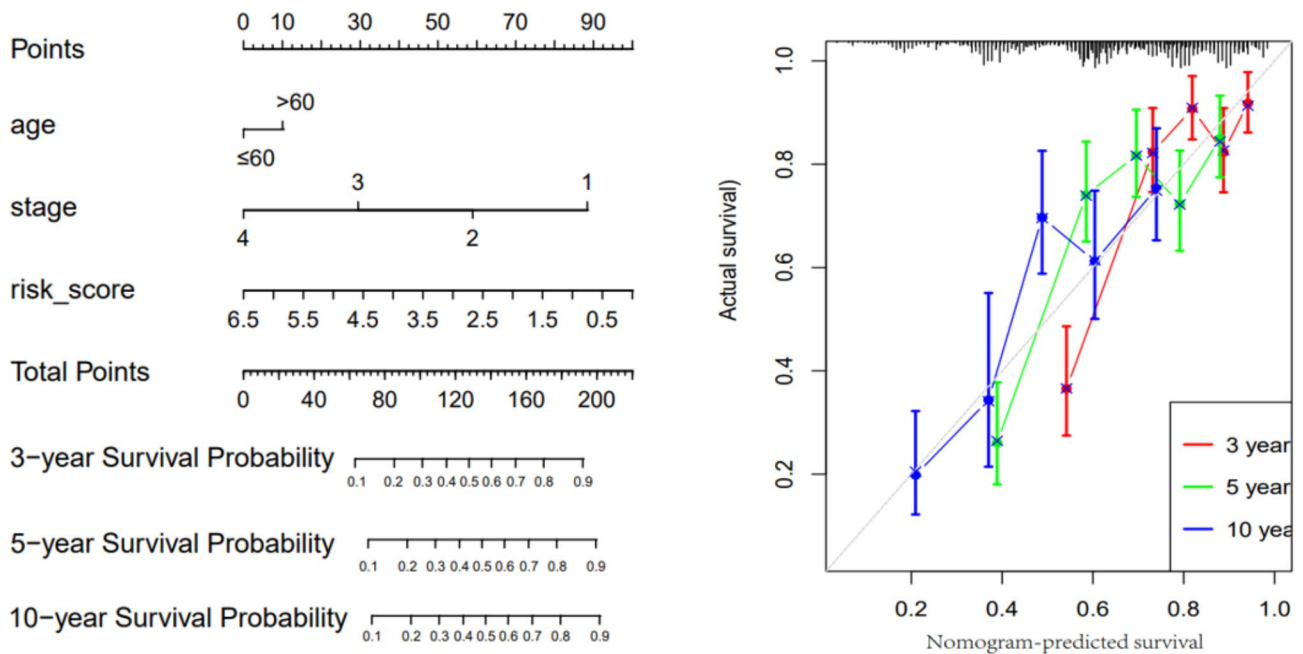 0 10 30 50 70 90
Points
>60
age
≤60
3 1
stage
4 2
risk_score
6.5 5.5 4.5 3.5 2.5 1.5 0.5
Total Points
0 40 80 120 160 200
3−year Survival Probability
0.1 0.2 0.3 0.4 0.5 0.6 0.7 0.8 0.9
5−year Survival Probability
0.1 0.2 0.3 0.4 0.5 0.6 0.7 0.8 0.9
10−year Survival Probability
0.1 0.2 0.3 0.4 0.5 0.6 0.7 0.8 0.9
Actual survival)
1.0
0.8
0.6
0.4
0.2
3 year
5 year
10 yea
0.2 0.4 0.6 0.8 1.0
Nomogram-predicted survival